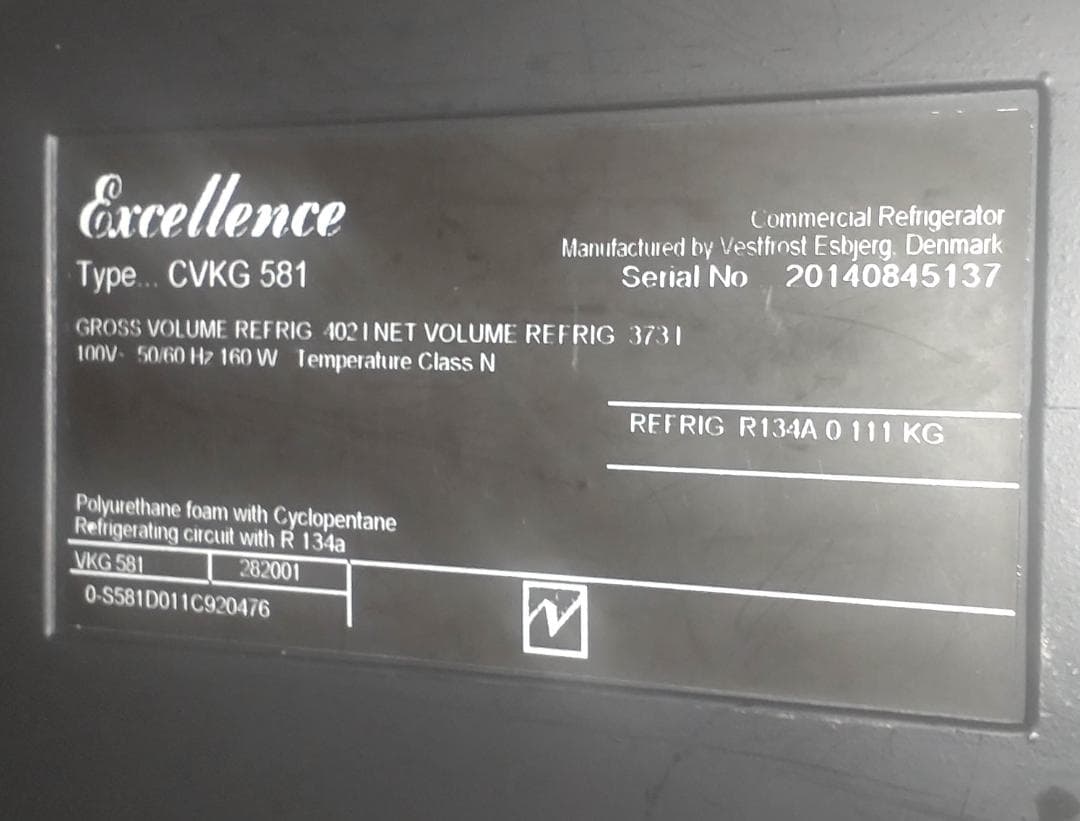 Excellence
Type... CVKG 581
Commercial Refrigerator
Manufactured by Vestfrost Esbjerg, Denmark
Serial No 20140845137
GROSS VOLUME REFRIG 402 l NET VOLUME REFRIG 373 l
100V~ 50/60 Hz 160 W Temperature Class N
REFRIG R134A 0 111 KG
Polyurethane foam with Cyclopentane
Refrigerating circuit with R 134a
VKG 581 282001
0-S581D011C920476